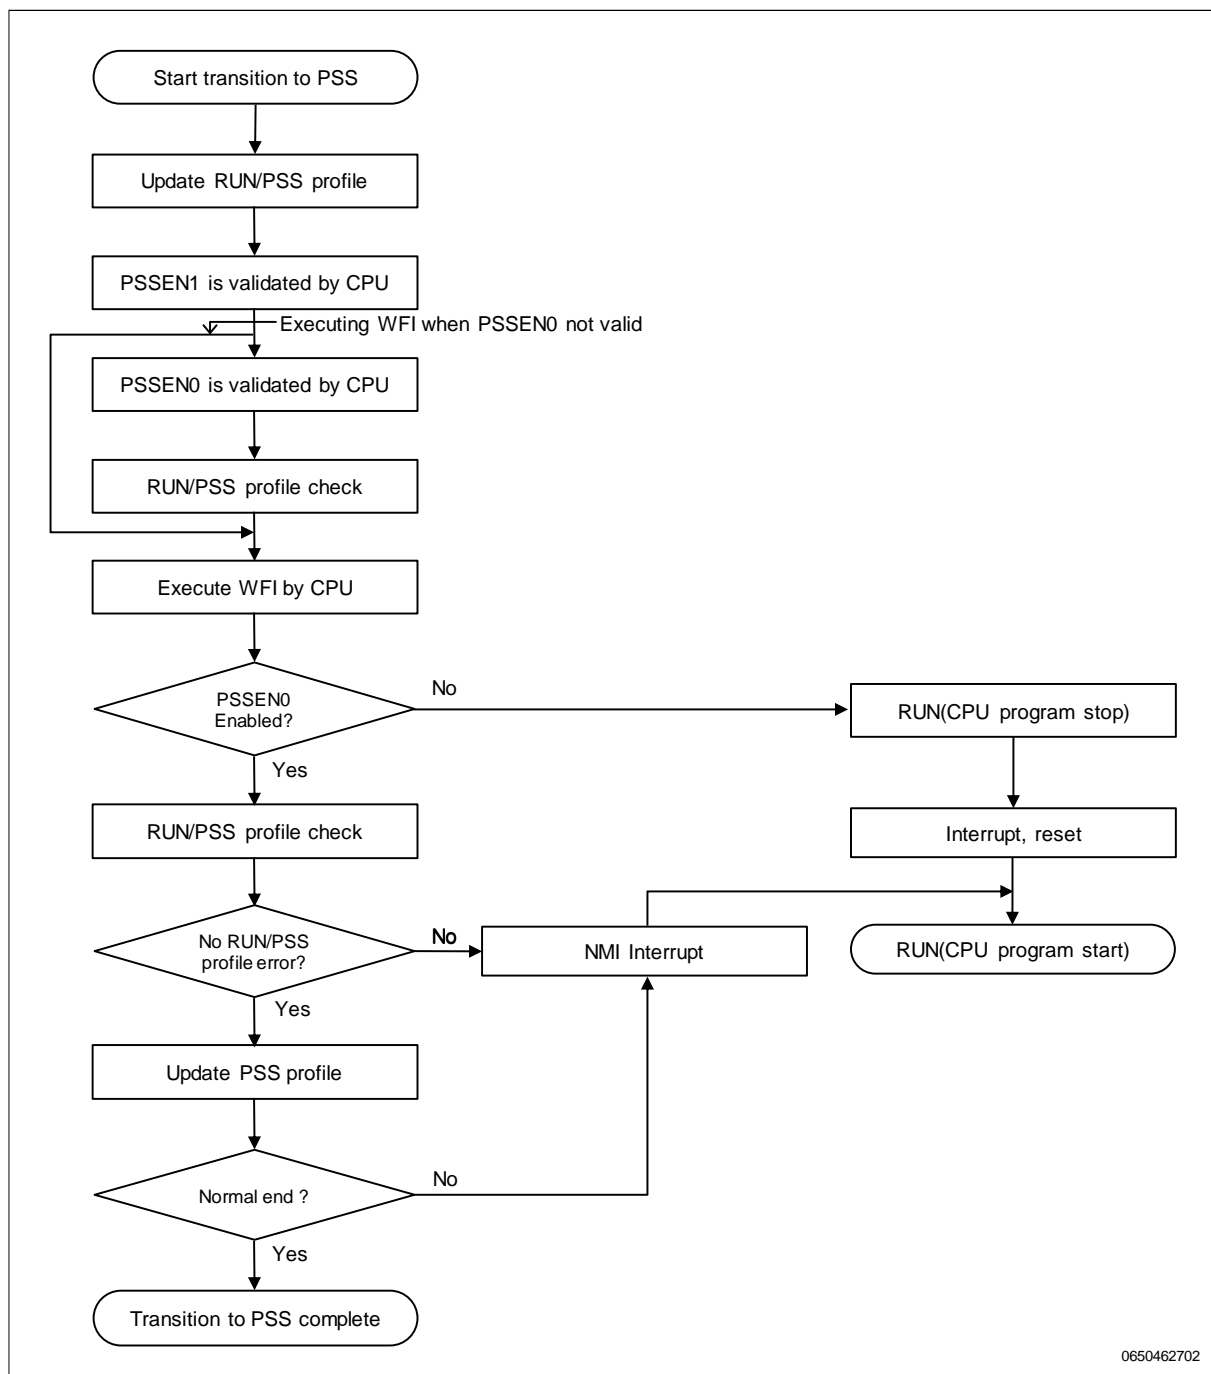 Start transition to PSS
Update RUN/PSS profile
PSSEN1 is validated by CPU
Executing WFI when PSSEN0 not valid
PSSEN0 is validated by CPU
RUN/PSS profile check
Execute WFI by CPU
PSSEN0
Enabled?
No
RUN(CPU program stop)
Yes
RUN/PSS profile check
Interrupt, reset
No RUN/PSS
profile error?
No
NMI Interrupt
RUN(CPU program start)
Yes
Update PSS profile
Normal end ?
No
Yes
Transition to PSS complete
0650462702